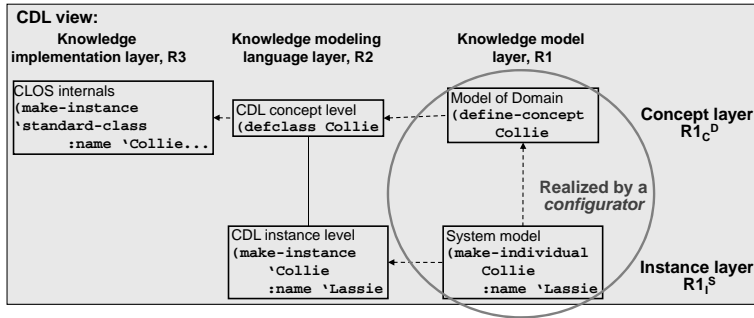 CDL view:
Knowledge
implementation layer, R3
Knowledge modeling
language layer, R2
Knowledge model
layer, R1
CLOS internals
(make-instance
‘standard-class
:name ‘Collie...
CDL concept level
(defclass Collie
Model of Domain
(define-concept
Collie
Concept layer
R1CD
Realized by a
configurator
CDL instance level
(make-instance
‘Collie
:name ‘Lassie
System model
(make-individual
Collie
:name ‘Lassie
Instance layer
R1IS